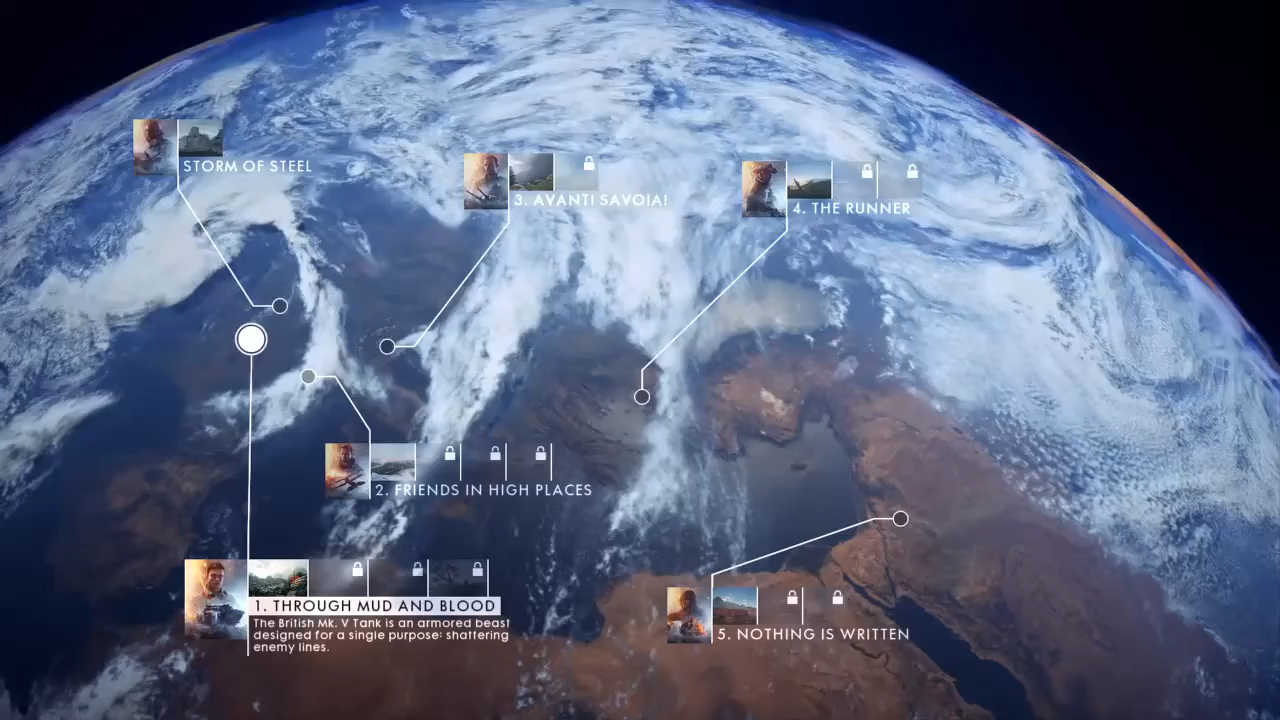 STORM OF STEEL
3. AVANTI SAVOIA!
4. THE RUNNER
2. FRIENDS IN HIGH PLACES
1. THROUGH MUD AND BLOOD
The British Mk. V Tank is an armored beast
designed for a single purpose: shattering
enemy lines.
5. NOTHING IS WRITTEN